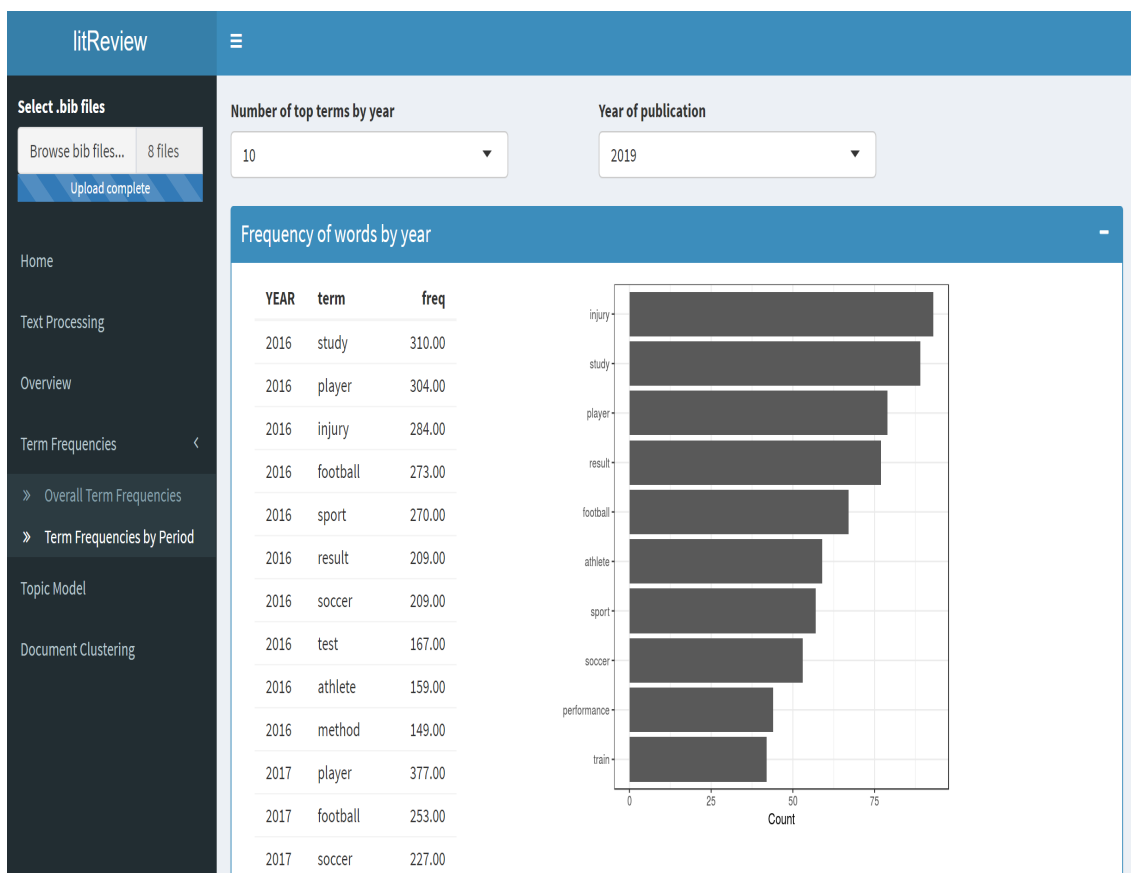 litReview
Select .bib files
Browse bib files... 8 files
Upload complete
Home
Text Processing
Overview
Term Frequencies
» Overall Term Frequencies
» Term Frequencies by Period
Topic Model
Document Clustering
Number of top terms by year
10
Year of publication
2019
Frequency of words by year
YEAR term freq
2016 study 310.00
2016 player 304.00
2016 injury 284.00
2016 football 273.00
2016 sport 270.00
2016 result 209.00
2016 soccer 209.00
2016 test 167.00
2016 athlete 159.00
2016 method 149.00
2017 player 377.00
2017 football 253.00
2017 soccer 227.00
injury
study
player
result
football
athlete
sport
soccer
performance
train
0 25 50 75
Count